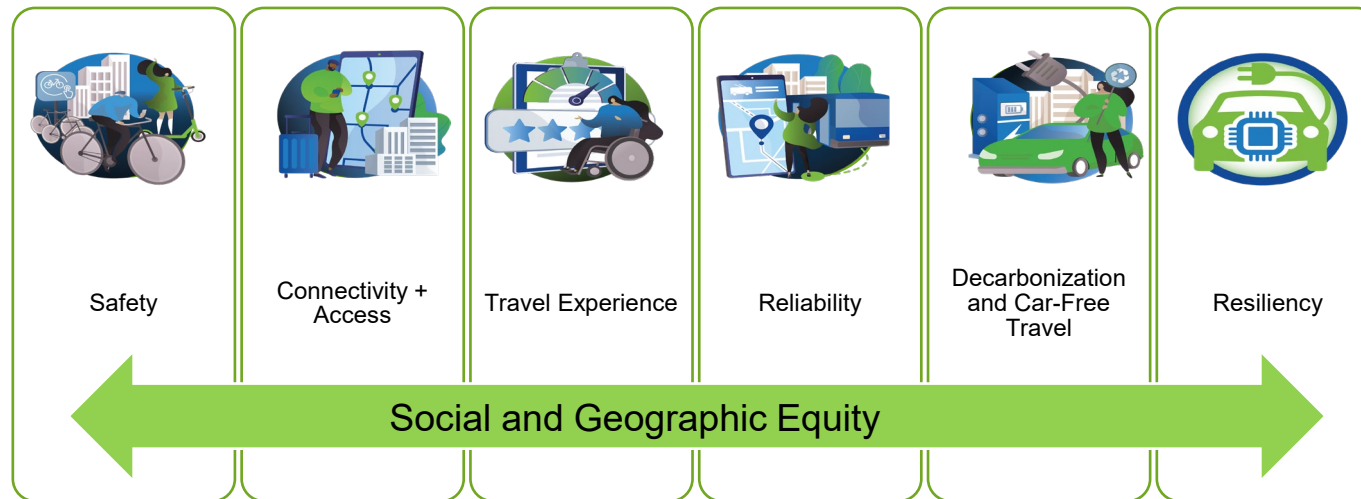 Safety
Connectivity +
Access
Travel Experience
Reliability
Decarbonization
and Car-Free
Travel
Resiliency
Social and Geographic Equity